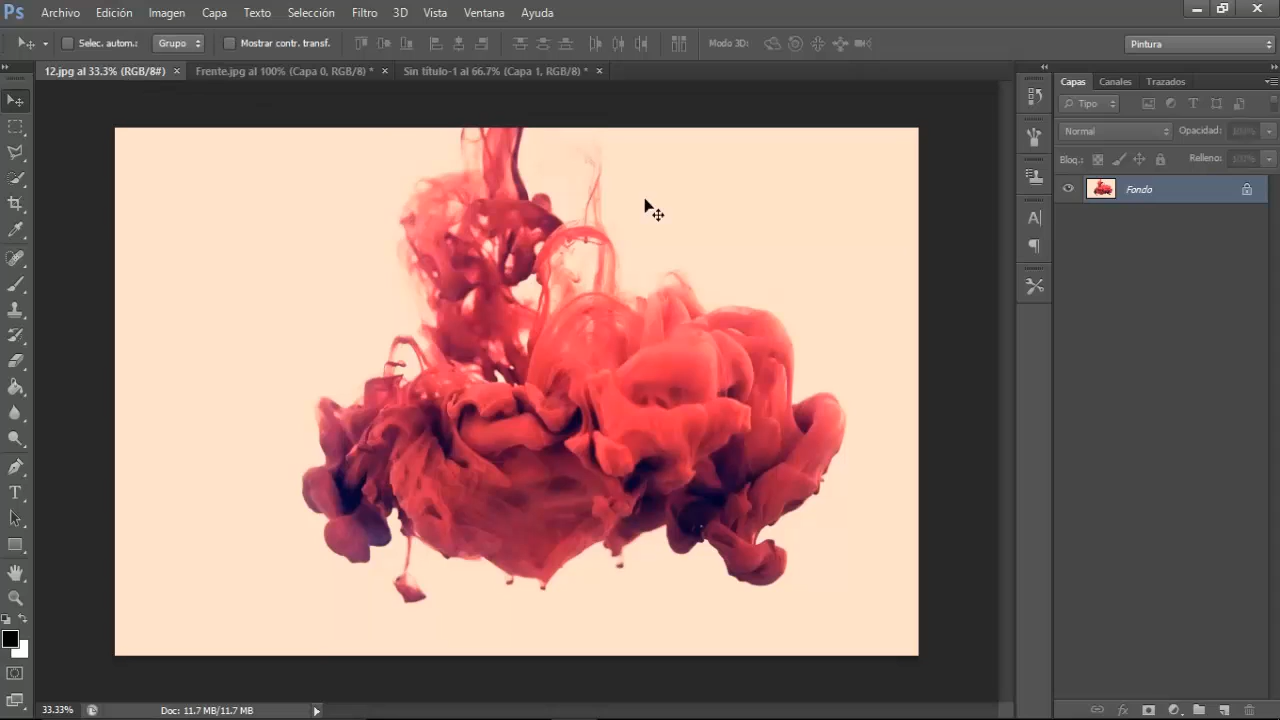 Ps Archivo Edición Imagen Capa Texto Selección Filtro 3D Vista Ventana Ayuda
Selec. autom.: Grupo Mostrar contr. transf. Modo 3D: Pintura
12.jpg al 33.3% (RGB/8#) × Frente.jpg al 100% (Capa 0, RGB/8) * × Sin título-1 al 66.7% (Capa 1, RGB/8) * ×
Capas Canales Trazados
Tipo
Normal Opacidad: 100%
Bloq.: Relleno: 100%
Fondo
33.33% Doc: 11.7 MB/11.7 MB